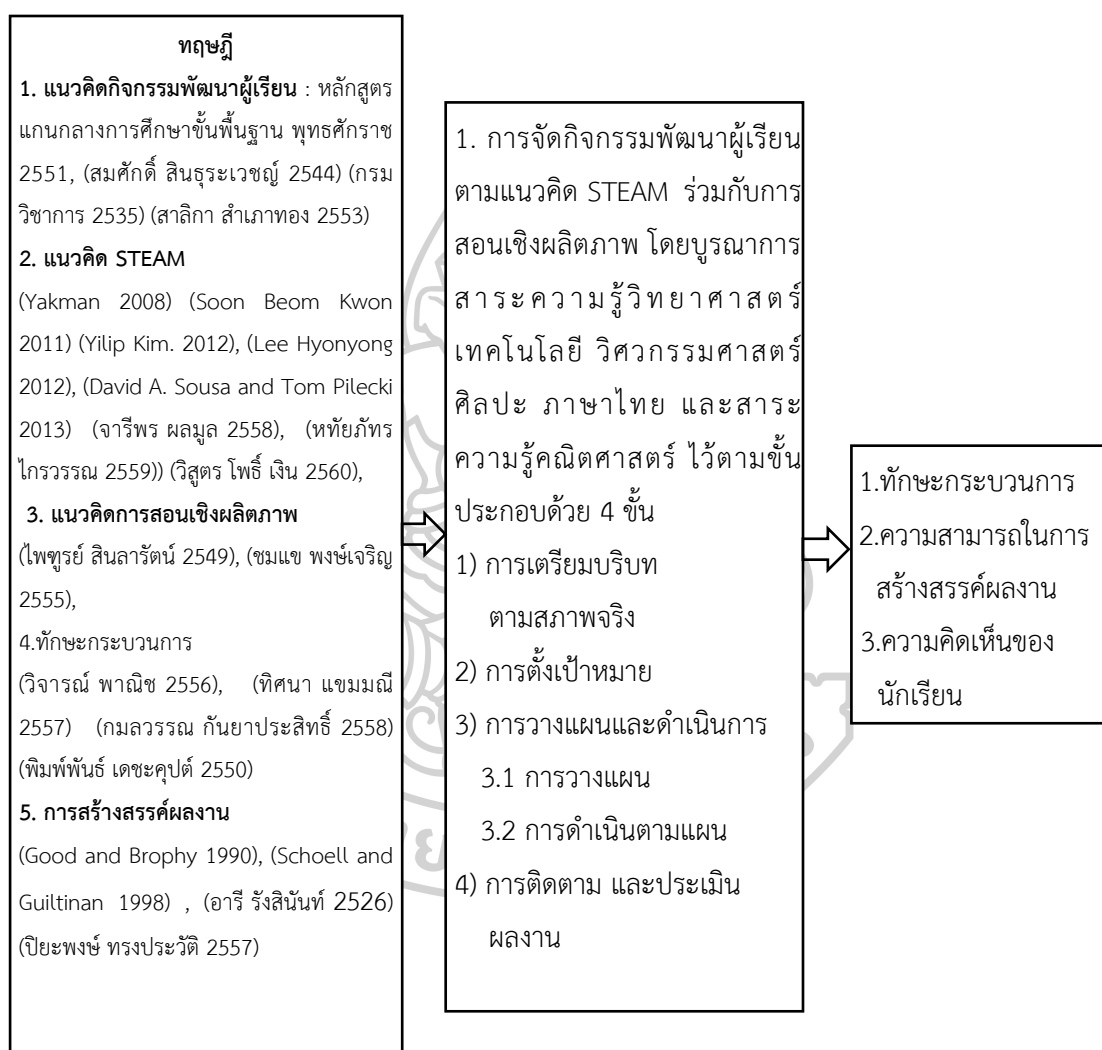 ทฤษฎี
1. แนวคิดกิจกรรมพัฒนาผู้เรียน : หลักสูตร
แกนกลางการศึกษาขั้นพื้นฐาน พุทธศักราช
2551, (สมศักดิ์ สินธุระเวชญ์ 2544) (กรม
วิชาการ 2535) (สาลิกา สำเภาทอง 2553)
2. แนวคิด STEAM
(Yakman 2008) (Soon Beom Kwon
2011) (Yilip Kim. 2012), (Lee Hyonyong
2012), (David A. Sousa and Tom Pilecki
2013) (จารีพร ผลมูล 2558), (หทัยภัทร
ไกรวรรณ 2559)) (วิสูตร โพธิ์ เงิน 2560),
3. แนวคิดการสอนเชิงผลิตภาพ
(ไพฑูรย์ สินลารัตน์ 2549), (ชมแข พงษ์เจริญ
2555),
4.ทักษะกระบวนการ
(วิจารณ์ พาณิช 2556), (ทิศนา แขมมณี
2557) (กมลวรรณ กันยาประสิทธิ์ 2558)
(พิมพ์พันธ์ เดชะคุปต์ 2550)
5. การสร้างสรรค์ผลงาน
(Good and Brophy 1990), (Schoell and
Guiltinan 1998) , (อารี รังสินันท์ 2526)
(ปิยะพงษ์ ทรงประวัติ 2557)
1. การจัดกิจกรรมพัฒนาผู้เรียน
ตามแนวคิด STEAM ร่วมกับการ
สอนเชิงผลิตภาพ โดยบูรณาการ
สาระความรู้วิทยาศาสตร์
เทคโนโลยี วิศวกรรมศาสตร์
ศิลปะ ภาษาไทย และสาระ
ความรู้คณิตศาสตร์ ไว้ตามขั้น
ประกอบด้วย 4 ขั้น
1) การเตรียมบริบท
ตามสภาพจริง
2) การตั้งเป้าหมาย
3) การวางแผนและดำเนินการ
3.1 การวางแผน
3.2 การดำเนินตามแผน
4) การติดตาม และประเมิน
ผลงาน
1.ทักษะกระบวนการ
2.ความสามารถในการ
สร้างสรรค์ผลงาน
3.ความคิดเห็นของ
นักเรียน